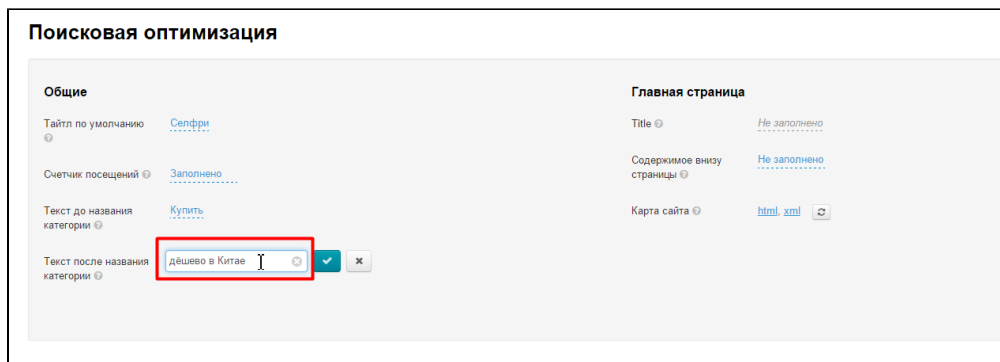 Поисковая оптимизация
Общие
Тайтл по умолчанию
Селфри
Счетчик посещений
Заполнено
Текст до названия
категории
Купить
Текст после названия
категории
дёшево в Китае
Главная страница
Title
Не заполнено
Содержимое внизу
страницы
Не заполнено
Карта сайта
html, xml